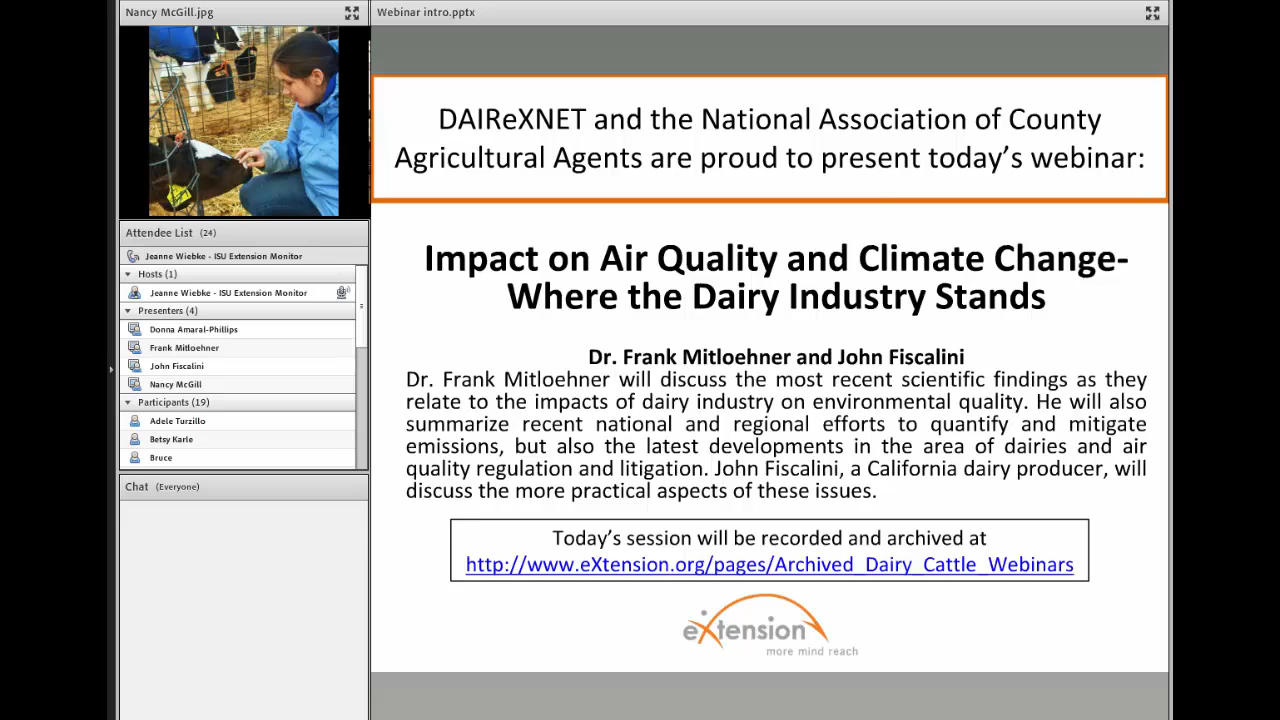 Nancy McGill.jpg
Attendee List (24)
Jeanne Wiebke - ISU Extension Monitor
Hosts (1)
Jeanne Wiebke - ISU Extension Monitor
Presenters (4)
Donna Amaral-Phillips
Frank Mitloehner
John Fiscalini
Nancy McGill
Participants (19)
Adele Turzillo
Betsy Karle
Bruce
Chat (Everyone)
Webinar intro.pptx
DAIReXNET and the National Association of County
Agricultural Agents are proud to present today’s webinar:
Impact on Air Quality and Climate Change-
Where the Dairy Industry Stands
Dr. Frank Mitloehner and John Fiscalini
Dr. Frank Mitloehner will discuss the most recent scientific findings as they
relate to the impacts of dairy industry on environmental quality. He will also
summarize recent national and regional efforts to quantify and mitigate
emissions, but also the latest developments in the area of dairies and air
quality regulation and litigation. John Fiscalini, a California dairy producer, will
discuss the more practical aspects of these issues.
Today’s session will be recorded and archived at
http://www.eXtension.org/pages/Archived_Dairy_Cattle_Webinars
eXtension
more mind reach